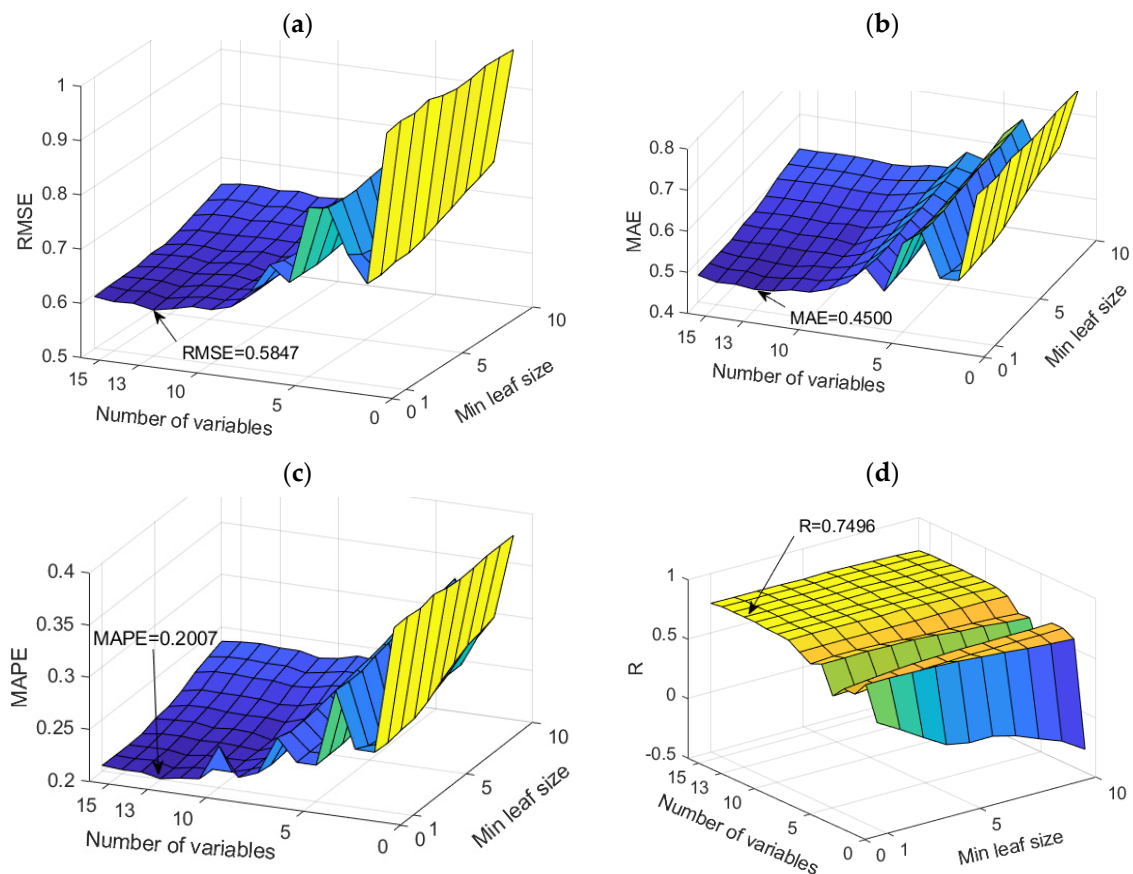 (a)
1
0.9
0.8
0.7
0.6
0.5
RMSE
RMSE=0.5847
15
13
10
5
0
Number of variables
0
1
5
10
Min leaf size
(b)
0.8
0.7
0.6
0.5
0.4
MAE
MAE=0.4500
15
13
10
5
0
Number of variables
0
1
5
10
Min leaf size
(c)
0.4
0.35
0.3
0.25
0.2
MAPE
MAPE=0.2007
15
13
10
5
0
Number of variables
0
1
5
10
Min leaf size
(d)
R=0.7496
1
0.5
0
-0.5
R
15
13
10
5
0
Number of variables
0
1
5
10
Min leaf size